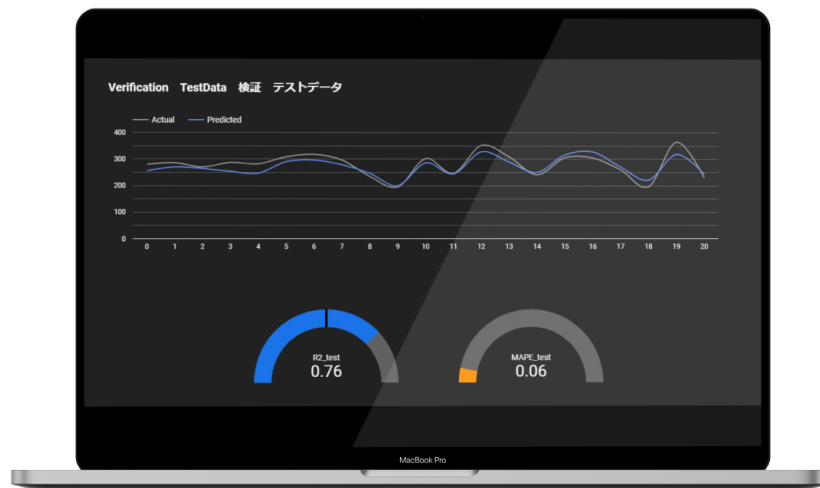 Verification TestData 検証 テストデータ
Actual Predicted
400
300
200
100
0
0 1 2 3 4 5 6 7 8 9 10 11 12 13 14 15 16 17 18 19 20
R2_test MAPE_test
0.76 0.06
MacBook Pro